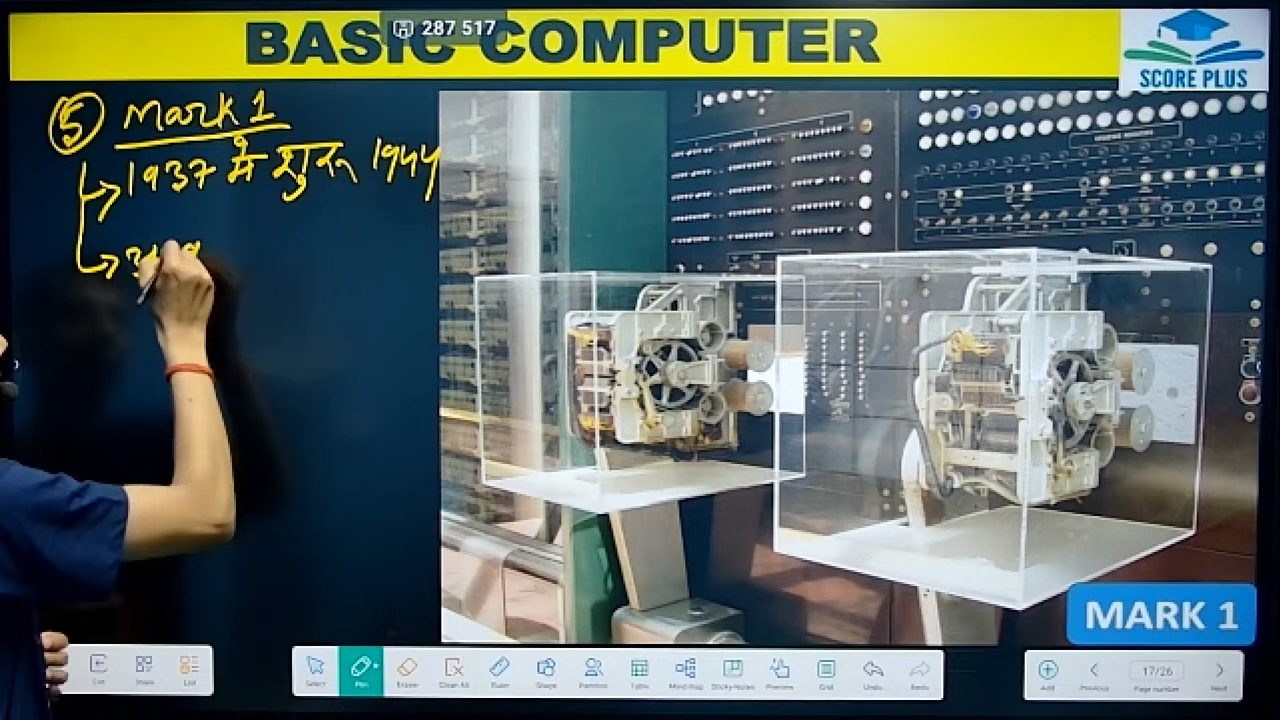 BASIC COMPUTER
287 517
SCORE PLUS
⑤ Mark 1
→ 1937 में शुरू 1944
MARK 1
Select
Pen
Eraser
Clean All
Ruler
Shape
Partition
Table
Mind map
Sticky-Notes
Preview
Grid
Undo
Redo
Add
Previous
17/26
Page number
Next